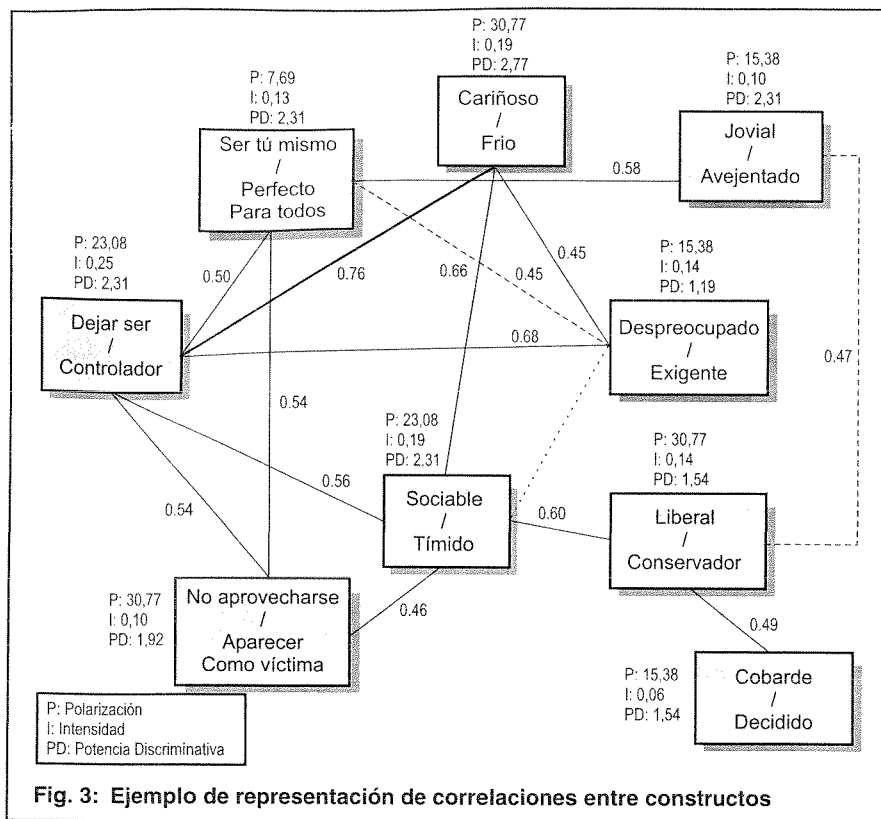 P: 30,77
I: 0,19
PD: 2,77
Cariñoso
/
Frio
P: 7,69
I: 0,13
PD: 2,31
Ser tú mismo
/
Perfecto
Para todos
P: 15,38
I: 0,10
PD: 2,31
Jovial
/
Avejentado
0.58
P: 23,08
I: 0,25
PD: 2,31
Dejar ser
/
Controlador
0.50
0.76
0.66
0.45
0.45
P: 15,38
I: 0,14
PD: 1,19
Despreocupado
/
Exigente
0.68
0.47
0.54
P: 23,08
I: 0,19
PD: 2,31
Sociable
/
Tímido
0.56
0.54
0.60
P: 30,77
I: 0,14
PD: 1,54
Liberal
/
Conservador
P: 30,77
I: 0,10
PD: 1,92
No aprovecharse
/
Aparecer
Como víctima
0.46
0.49
P: 15,38
I: 0,06
PD: 1,54
Cobarde
/
Decidido
P: Polarización
I: Intensidad
PD: Potencia Discriminativa
Fig. 3: Ejemplo de representación de correlaciones entre constructos